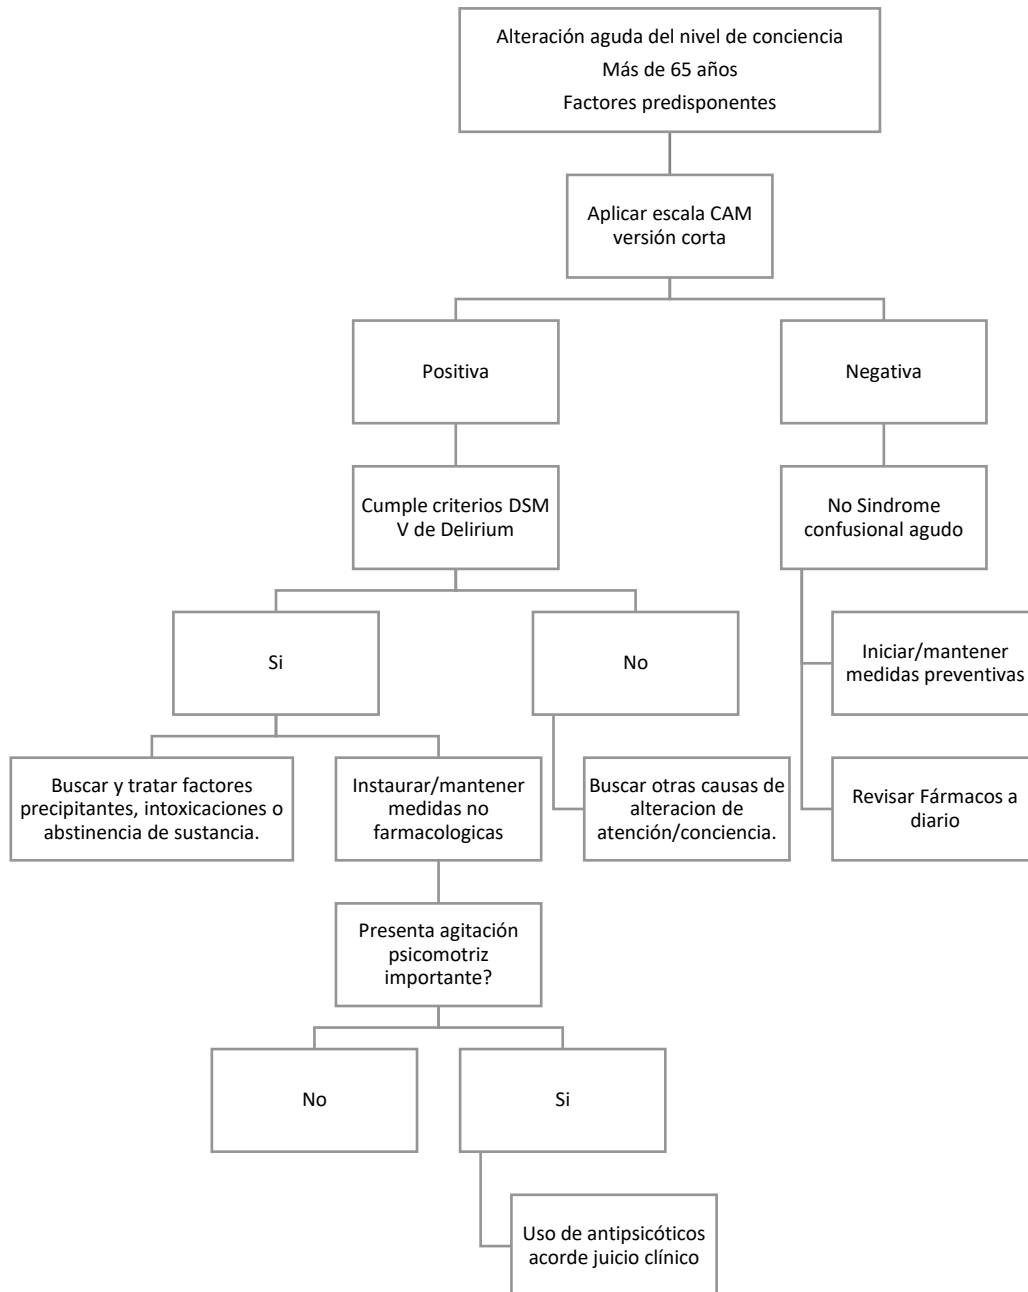 Alteración aguda del nivel de conciencia
Más de 65 años
Factores predisponentes
Aplicar escala CAM
versión corta
Positiva
Negativa
Cumple criterios DSM
V de Delirium
No Sindrome
confusional agudo
Si
No
Iniciar/mantener
medidas preventivas
Buscar y tratar factores
precipitantes, intoxicaciones o
abstinencia de sustancia.
Instaurar/mantener
medidas no
farmacologicas
Buscar otras causas de
alteracion de
atención/conciencia.
Revisar Fármacos a
diario
Presenta agitación
psicomotriz
importante?
No
Si
Uso de antipsicóticos
acorde juicio clínico